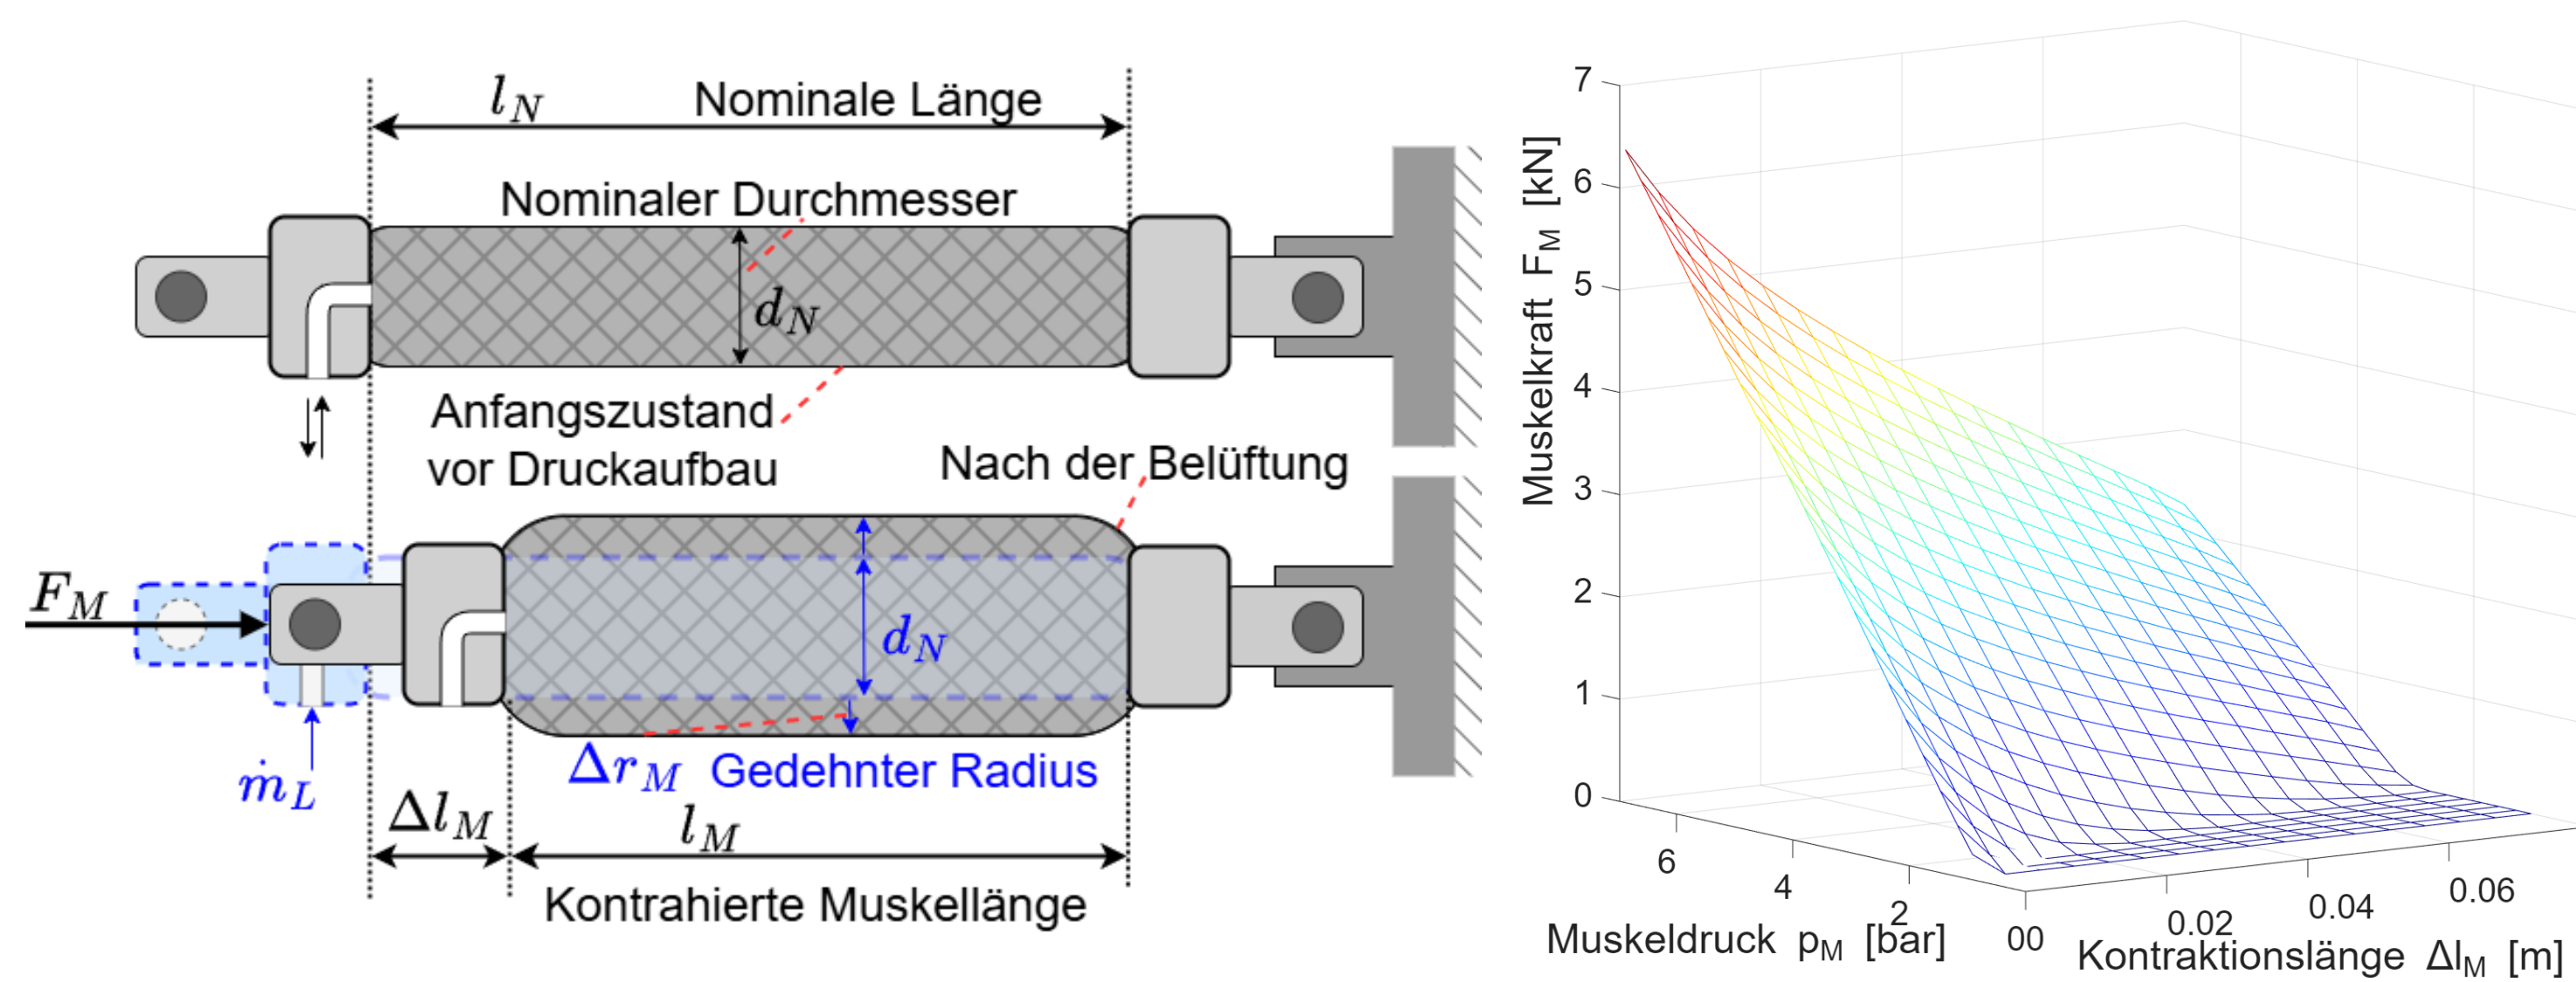 l_N Nominale Länge
Nominaler Durchmesser
d_N
Anfangszustand
vor Druckaufbau
Nach der Belüftung
F_M
d_N
ṁ_L
Δr_M Gedehnter Radius
Δl_M
l_M
Kontrahierte Muskellänge
7
6
5
4
3
2
1
0
Muskelkraft F_M [kN]
6
4
2
0
Muskeldruck p_M [bar]
0
0.02
0.04
0.06
Kontraktionslänge Δl_M [m]